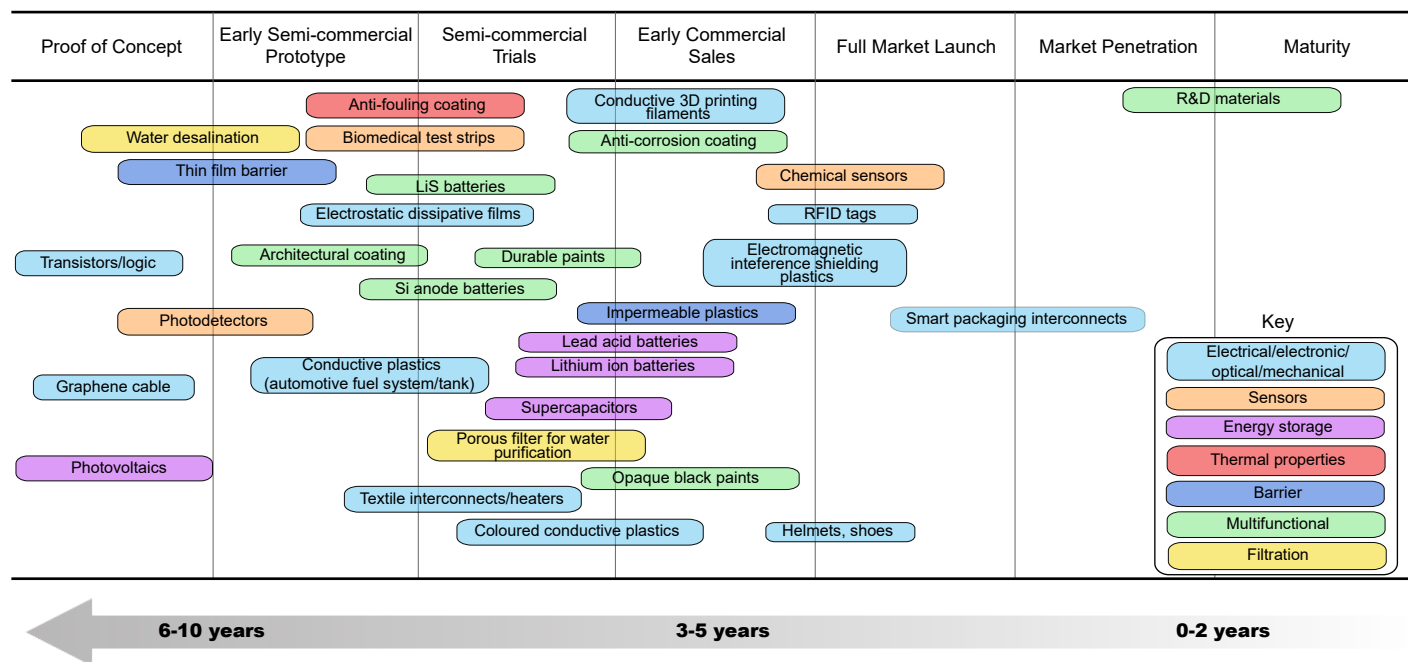 Proof of Concept
Early Semi-commercial
Prototype
Semi-commercial
Trials
Early Commercial
Sales
Full Market Launch
Market Penetration
Maturity
Anti-fouling coating
Conductive 3D printing
filaments
R&D materials
Water desalination
Biomedical test strips
Anti-corrosion coating
Thin film barrier
Chemical sensors
LiS batteries
Electrostatic dissipative films
RFID tags
Architectural coating
Durable paints
Electromagnetic
inteference shielding
plastics
Transistors/logic
Si anode batteries
Photodetectors
Impermeable plastics
Smart packaging interconnects
Lead acid batteries
Conductive plastics
(automotive fuel system/tank)
Lithium ion batteries
Graphene cable
Supercapacitors
Porous filter for water
purification
Photovoltaics
Opaque black paints
Textile interconnects/heaters
Coloured conductive plastics
Helmets, shoes
Key
Electrical/electronic/
optical/mechanical
Sensors
Energy storage
Thermal properties
Barrier
Multifunctional
Filtration
6-10 years
3-5 years
0-2 years